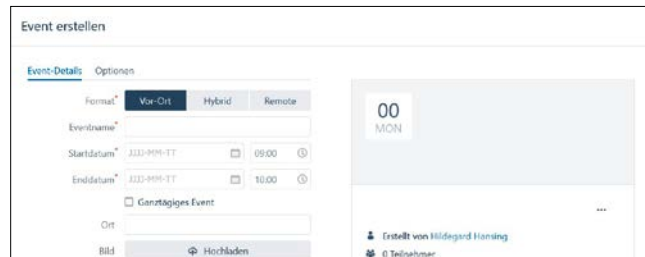 Event erstellen
Event-Details Optionen
Format* Vor-Ort Hybrid Remote
Eventname*
Startdatum* JJJJ-MM-TT 09:00
Enddatum* JJJJ-MM-TT 10:00
Ganztägiges Event
Ort
Bild Hochladen
00
MON
...
Erstellt von Hildegard Hansing
0 Teilnehmer